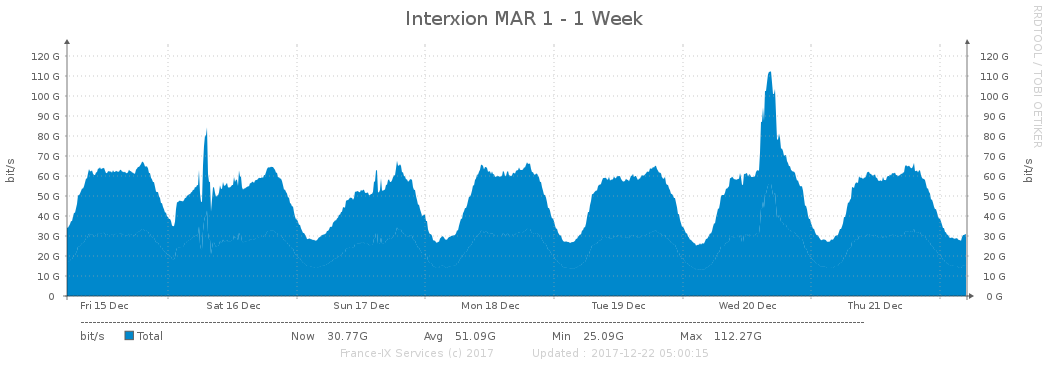 Interxion MAR 1 - 1 Week
RRDTOOL / TOBI OETIKER
bit/s
120 G 120 G
110 G 110 G
100 G 100 G
90 G 90 G
80 G 80 G
70 G 70 G
60 G 60 G
50 G 50 G
40 G 40 G
30 G 30 G
20 G 20 G
10 G 10 G
0 0 G
bit/s
Fri 15 Dec Sat 16 Dec Sun 17 Dec Mon 18 Dec Tue 19 Dec Wed 20 Dec Thu 21 Dec
bit/s Total Now 30.77G Avg 51.09G Min 25.09G Max 112.27G
France-IX Services (c) 2017 Updated : 2017-12-22 05:00:15